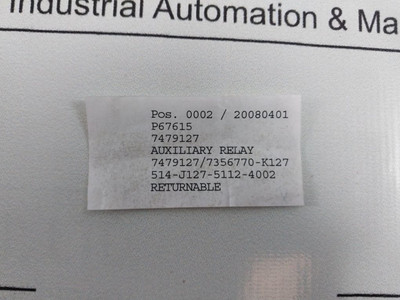 Industrial Automation & Ma
Pos. 0002 / 20080401
P67615
7479127
AUXILIARY RELAY
7479127/7356770-K127
514-J127-5112-4002
RETURNABLE